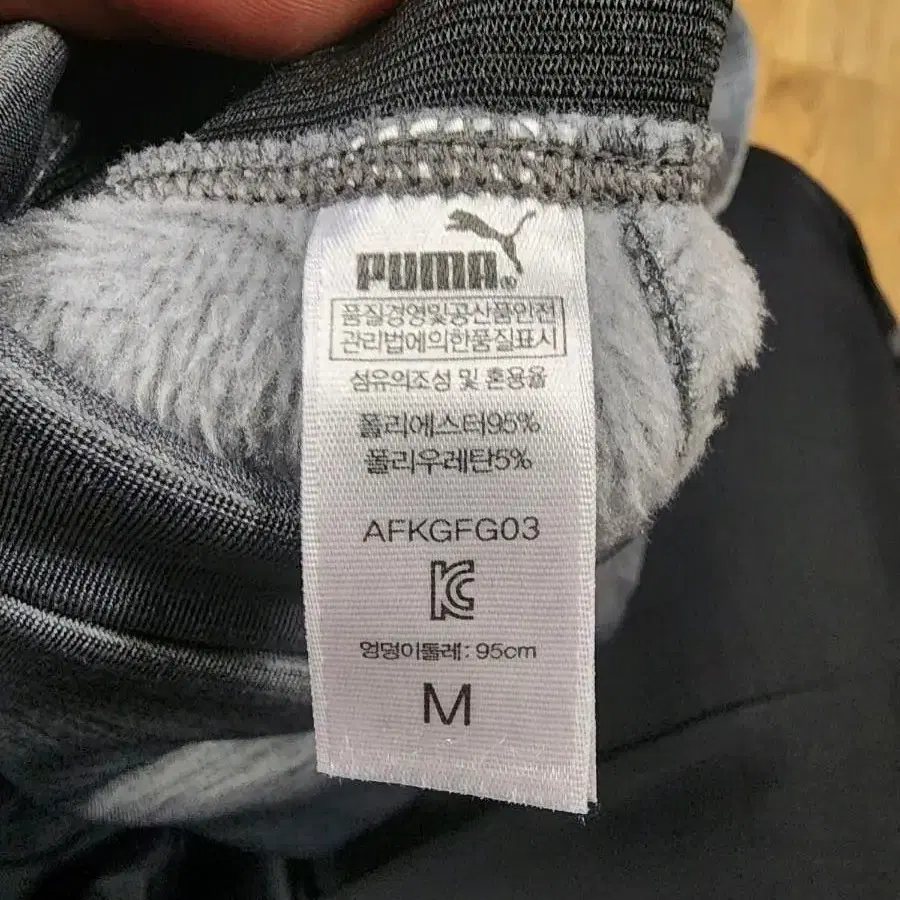 PUMA®
품질경영및공산품안전
관리법에의한품질표시
섬유의조성 및 혼용율
폴리에스터95%
폴리우레탄5%
AFKGFG03
KC
엉덩이둘레: 95cm
M